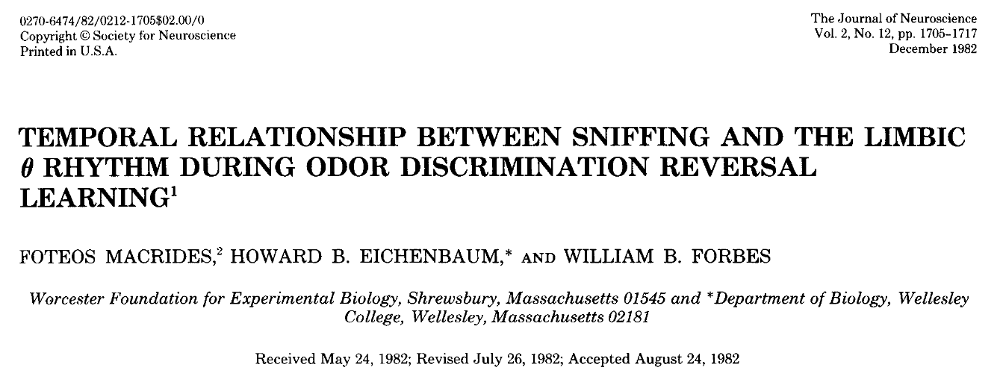 0270-6474/82/0212-1705$02.00/0
Copyright © Society for Neuroscience
Printed in U.S.A.
The Journal of Neuroscience
Vol. 2, No. 12, pp. 1705–1717
December 1982
TEMPORAL RELATIONSHIP BETWEEN SNIFFING AND THE LIMBIC
θ RHYTHM DURING ODOR DISCRIMINATION REVERSAL
LEARNING¹
FOTEOS MACRIDES,² HOWARD B. EICHENBAUM,* AND WILLIAM B. FORBES
Worcester Foundation for Experimental Biology, Shrewsbury, Massachusetts 01545 and *Department of Biology, Wellesley
College, Wellesley, Massachusetts 02181
Received May 24, 1982; Revised July 26, 1982; Accepted August 24, 1982